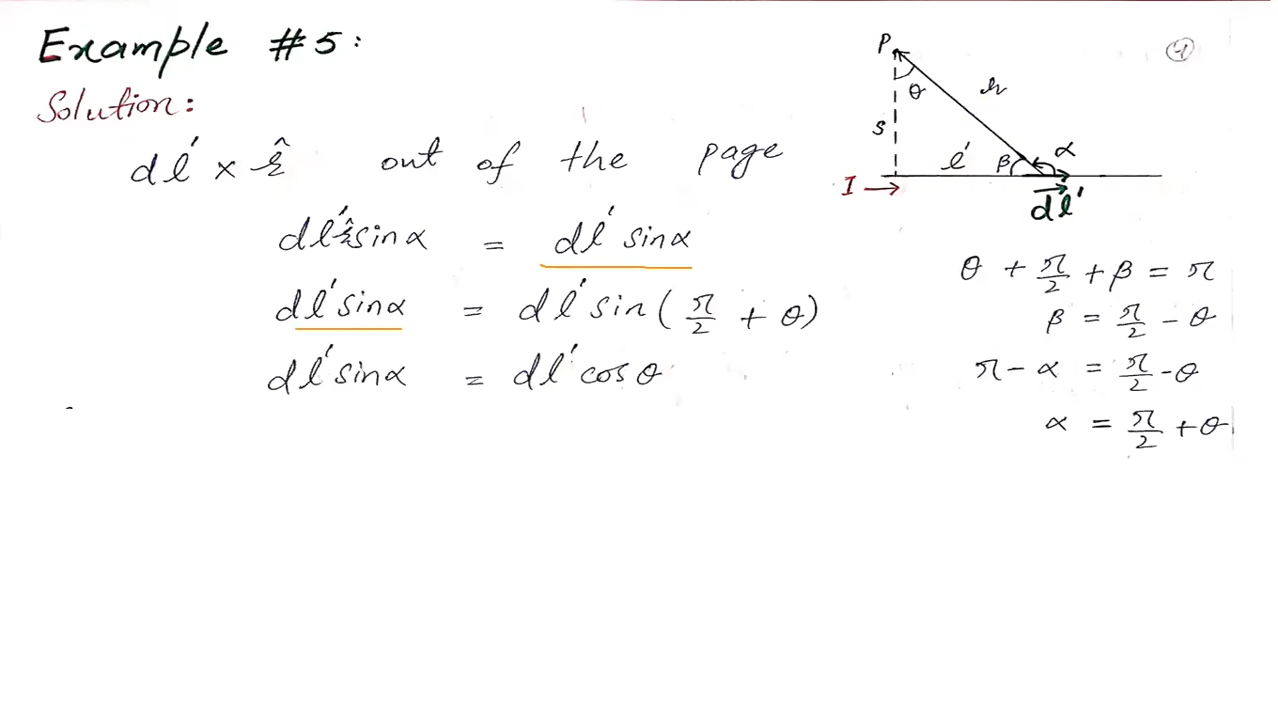 Example #5:
Solution:
dl′ × r̂ out of the page
dl′ r̂ sinα = dl′ sinα
dl′ sinα = dl′ sin(π/2 + θ)
dl′ sinα = dl′ cosθ
P
θ
r
s
l′
β
α
I →
dl′
θ + π/2 + β = π
β = π/2 - θ
π - α = π/2 - θ
α = π/2 + θ